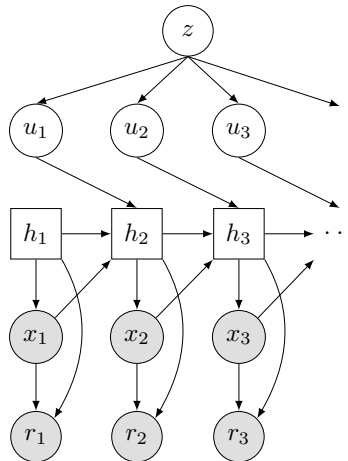 z
u₁ u₂ u₃
h₁ h₂ h₃ ··
x₁ x₂ x₃
r₁ r₂ r₃